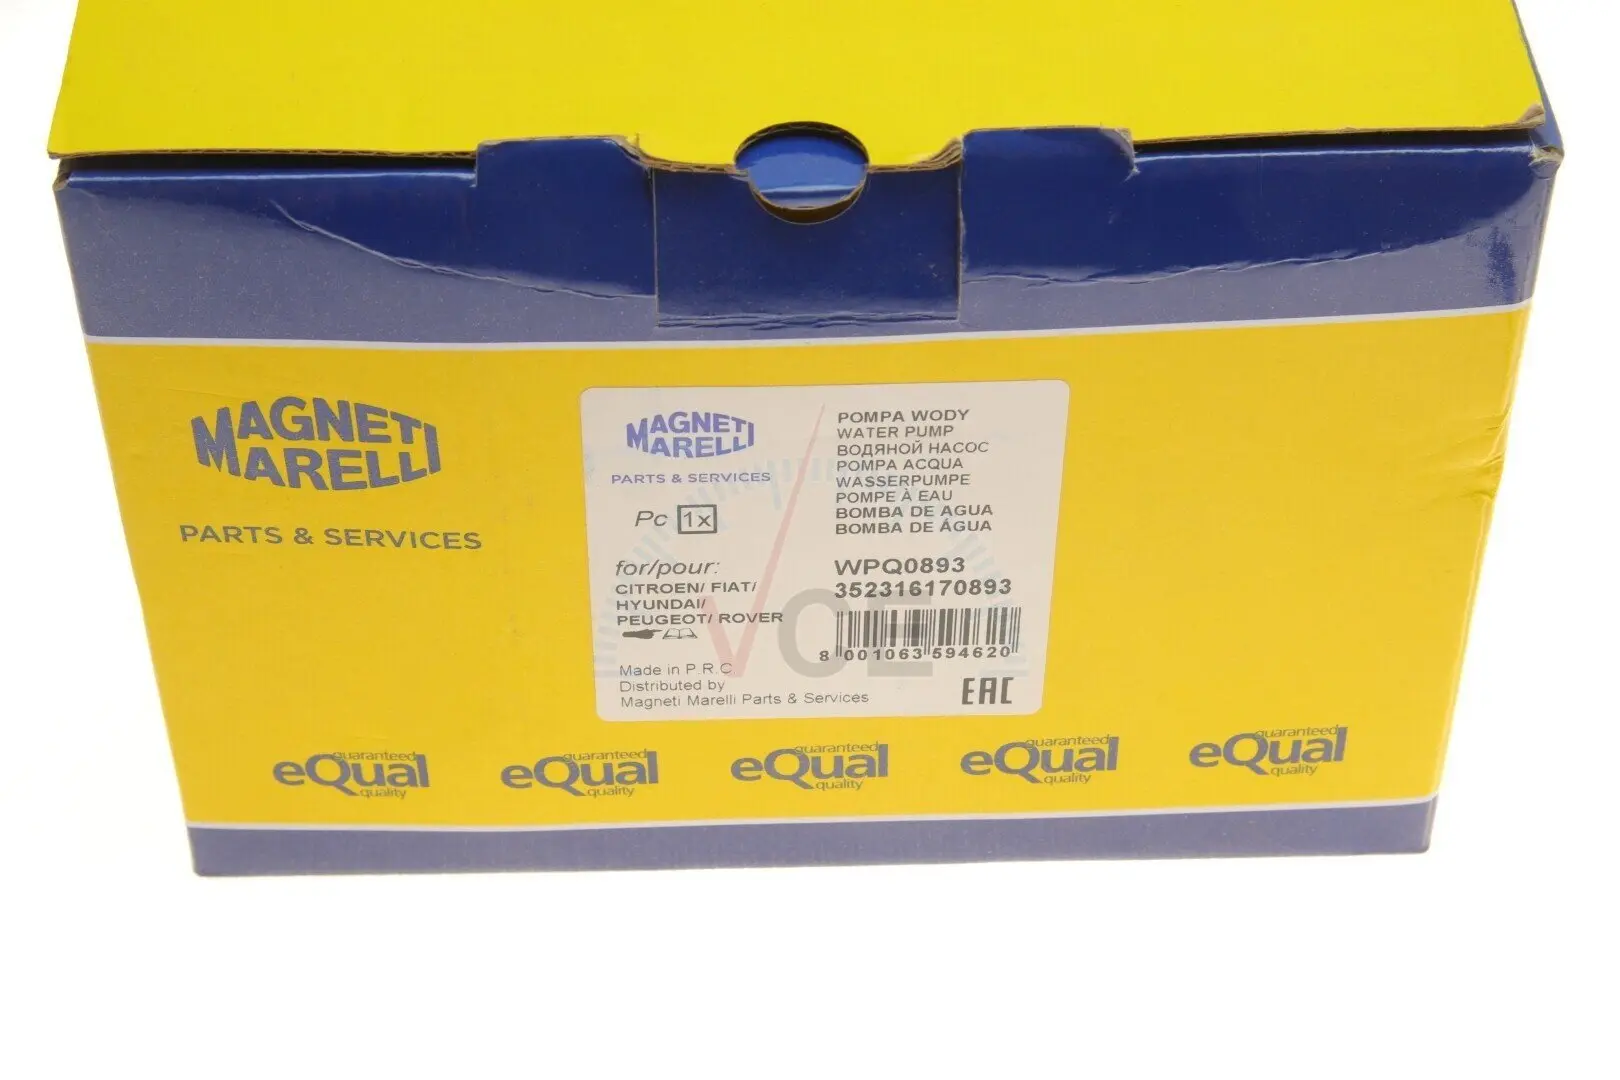 MAGNETI
MARELLI
PARTS & SERVICES
MAGNETI
MARELLI
PARTS & SERVICES
Pc 1x
for/pour:
CITROEN/ FIAT/
HYUNDAI/
PEUGEOT/ ROVER
Made in P.R.C.
Distributed by
Magneti Marelli Parts & Services
POMPA WODY
WATER PUMP
ВОДЯНОЙ НАСОС
POMPA ACQUA
WASSERPUMPE
POMPE À EAU
BOMBA DE AGUA
BOMBA DE ÁGUA
WPQ0893
352316170893
8 001063 594620
EAC
VOE
guaranteed
eQual
quality
guaranteed
eQual
quality
guaranteed
eQual
quality
guaranteed
eQual
quality
guaranteed
eQual
quality